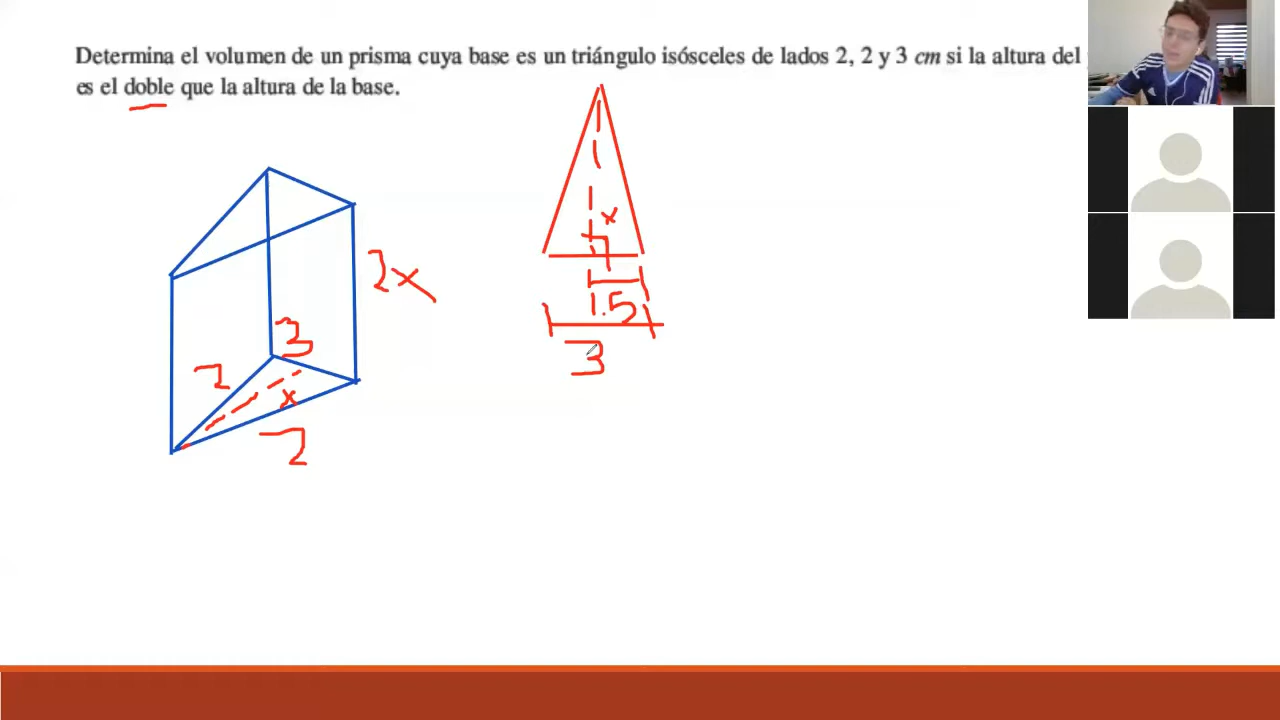 Determina el volumen de un prisma cuya base es un triángulo isósceles de lados 2, 2 y 3 cm si la altura del
es el doble que la altura de la base.
x
2x
1.5
3
3
2
x
2